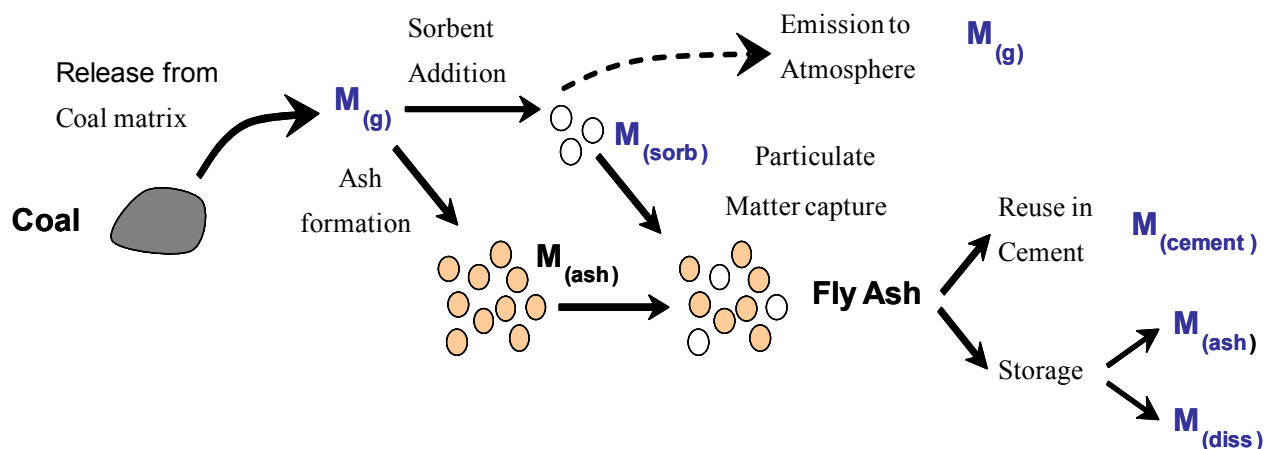 Release from
Coal matrix
Coal
M(g)
Sorbent
Addition
Ash
formation
M(sorb)
M(ash)
Emission to
Atmosphere
M(g)
Particulate
Matter capture
Fly Ash
Reuse in
Cement
M(cement)
Storage
M(ash)
M(diss)